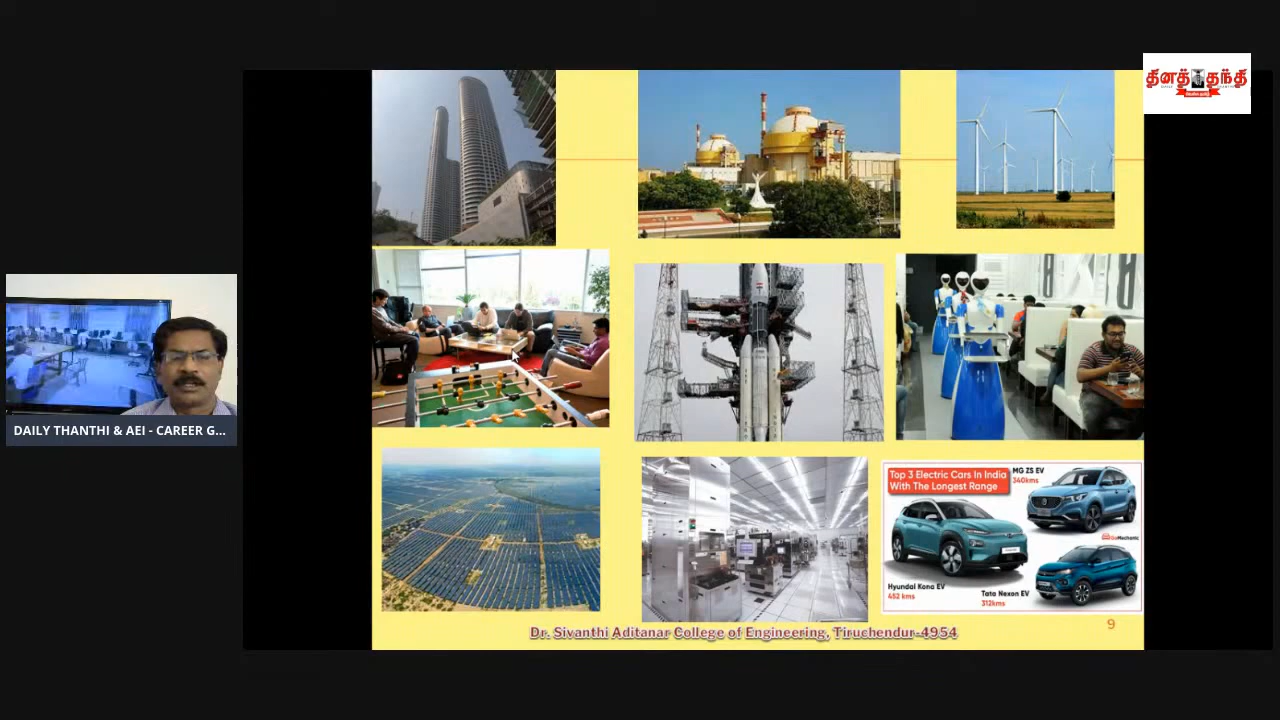 தினத்தந்தி
Top 3 Electric Cars In India
With The Longest Range
MG ZS EV
340kms
GoMechanic
Hyundai Kona EV
452 kms
Tata Nexon EV
312kms
DAILY THANTHI & AEI - CAREER G...
Dr. Sivanthi Aditanar College of Engineering, Tiruchendur-4954
9